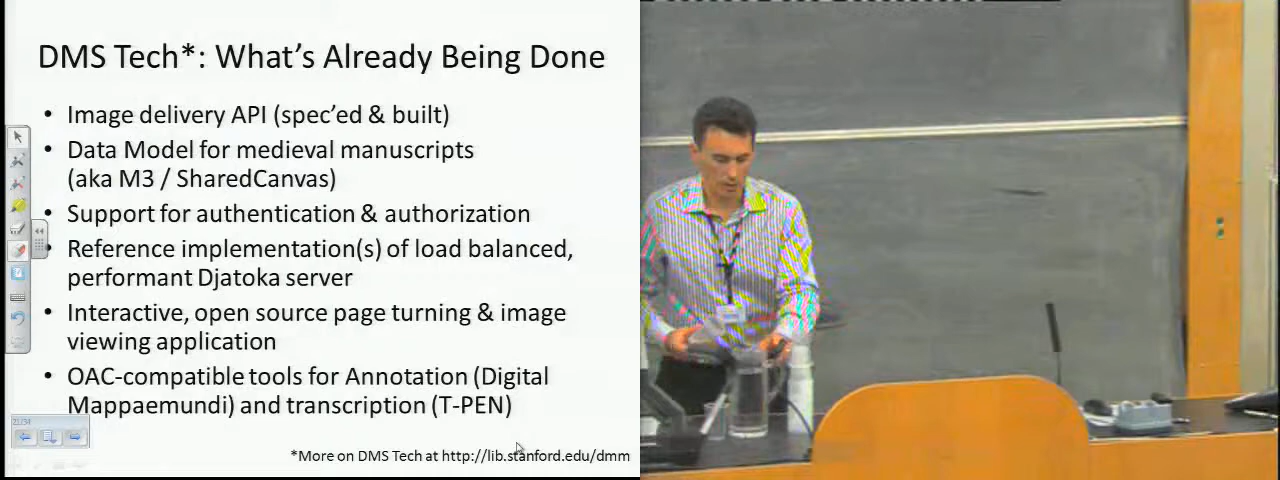 DMS Tech*: What's Already Being Done
• Image delivery API (spec'ed & built)
• Data Model for medieval manuscripts
(aka M3 / SharedCanvas)
• Support for authentication & authorization
• Reference implementation(s) of load balanced,
performant Djatoka server
• Interactive, open source page turning & image
viewing application
• OAC-compatible tools for Annotation (Digital
Mappaemundi) and transcription (T-PEN)
21/34
*More on DMS Tech at http://lib.stanford.edu/dmm